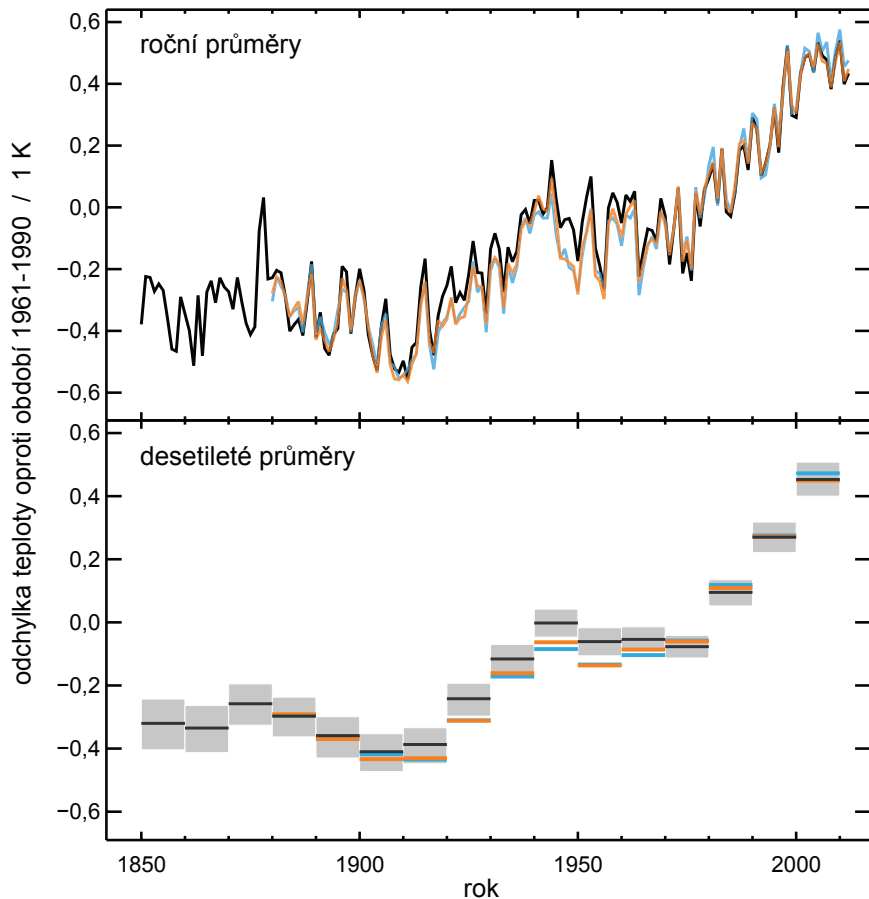 odchylka teploty oproti období 1961-1990 / 1 K
roční průměry
0,6
0,4
0,2
0,0
−0,2
−0,4
−0,6
desetileté průměry
0,6
0,4
0,2
0,0
−0,2
−0,4
−0,6
1850 1900 1950 2000
rok